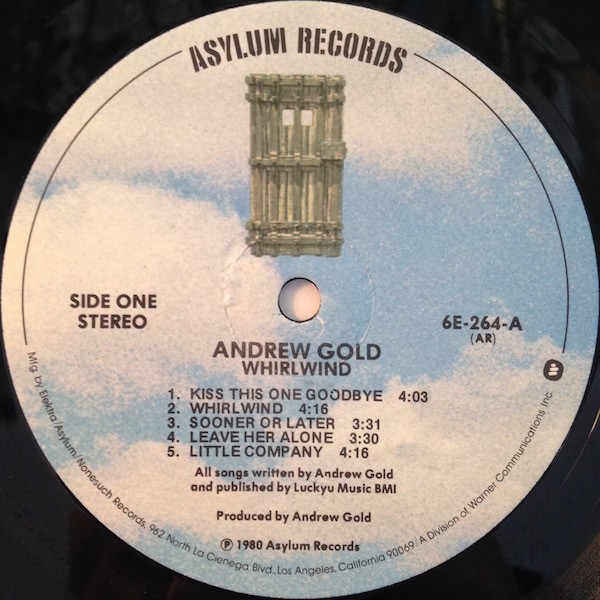 ASYLUM RECORDS
SIDE ONE
STEREO
6E-264-A
(AR)
ANDREW GOLD
WHIRLWIND
1. KISS THIS ONE GOODBYE 4:03
2. WHIRLWIND 4:16
3. SOONER OR LATER 3:31
4. LEAVE HER ALONE 3:30
5. LITTLE COMPANY 4:16
All songs written by Andrew Gold
and published by Luckyu Music BMI
Produced by Andrew Gold
℗ 1980 Asylum Records
Mfg. by Elektra/Asylum/Nonesuch Records, 962 North La Cienega Blvd., Los Angeles, California 90069/A Division of Warner Communications Inc.